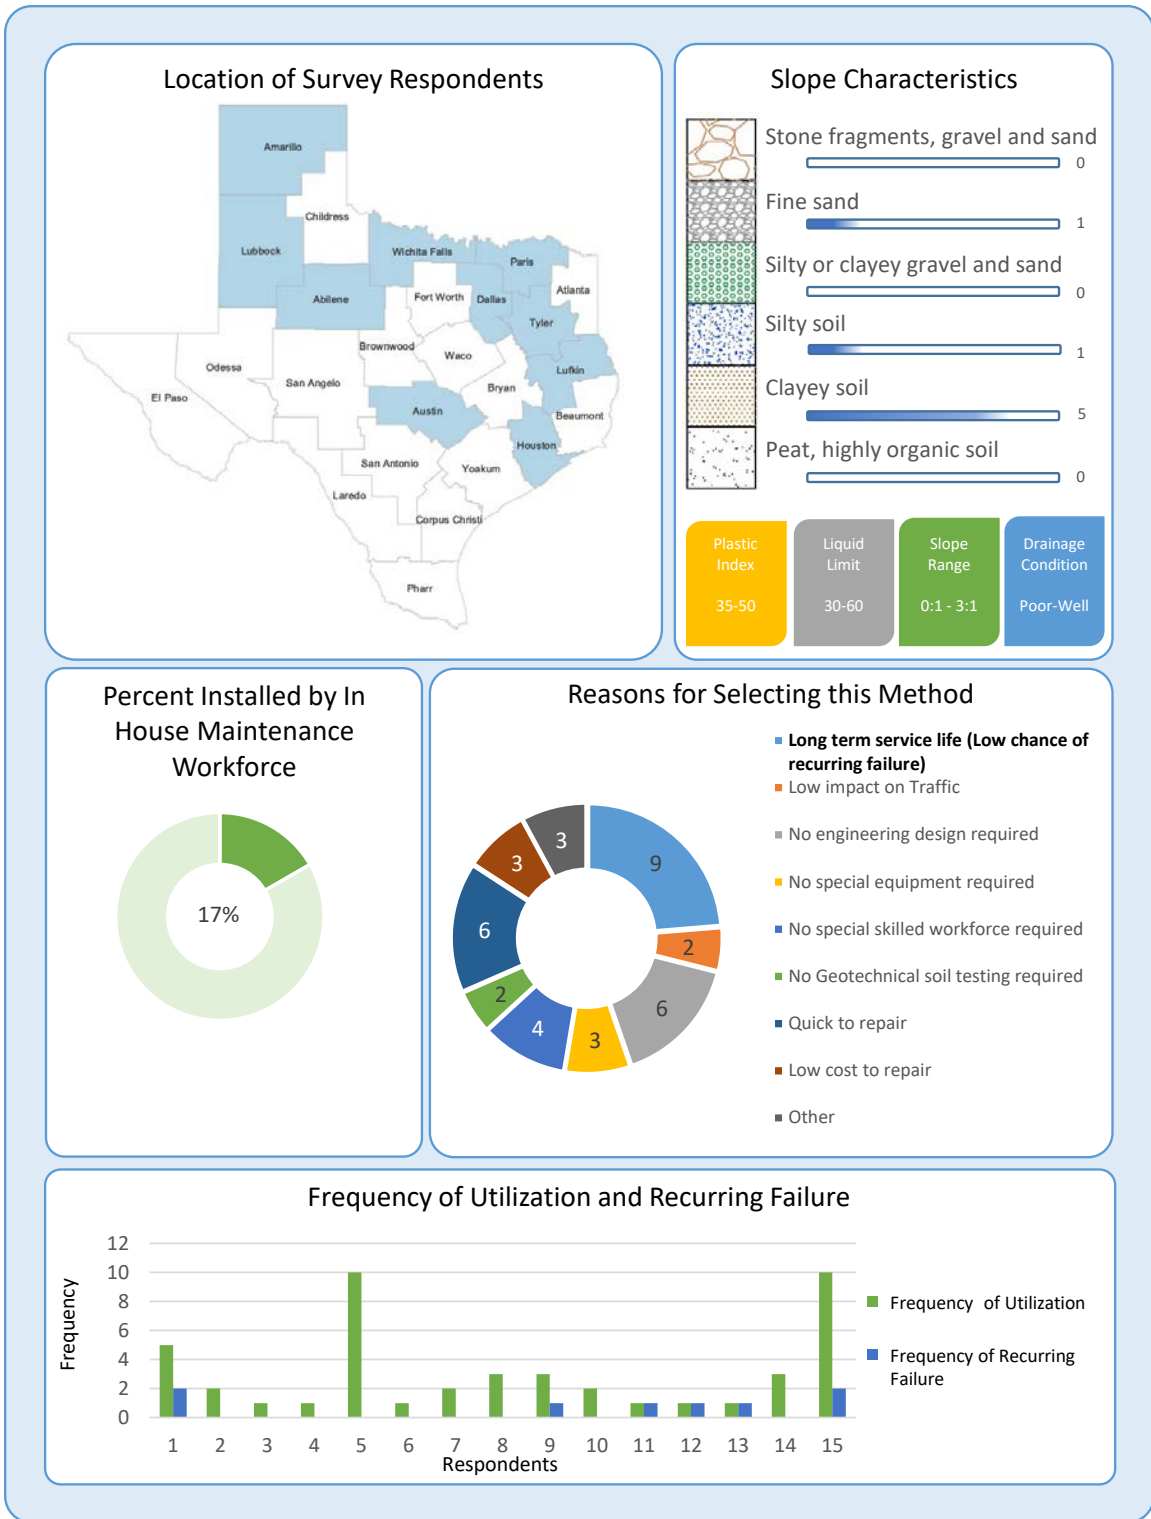 Location of Survey Respondents
Amarillo
Childress
Lubbock
Wichita Falls
Paris
Abilene
Fort Worth
Dallas
Atlanta
Tyler
Brownwood
Waco
Odessa
San Angelo
Lufkin
El Paso
Bryan
Austin
Beaumont
Houston
San Antonio
Yoakum
Laredo
Corpus Christi
Pharr
Slope Characteristics
Stone fragments, gravel and sand
0
Fine sand
1
Silty or clayey gravel and sand
0
Silty soil
1
Clayey soil
5
Peat, highly organic soil
0
Plastic
Index
35-50
Liquid
Limit
30-60
Slope
Range
0:1 - 3:1
Drainage
Condition
Poor-Well
Percent Installed by In
House Maintenance
Workforce
17%
Reasons for Selecting this Method
9
2
6
3
4
2
6
3
3
Long term service life (Low chance of
recurring failure)
Low impact on Traffic
No engineering design required
No special equipment required
No special skilled workforce required
No Geotechnical soil testing required
Quick to repair
Low cost to repair
Other
Frequency of Utilization and Recurring Failure
Frequency
12
10
8
6
4
2
0
1 2 3 4 5 6 7 8 9 10 11 12 13 14 15
Respondents
Frequency of Utilization
Frequency of Recurring
Failure